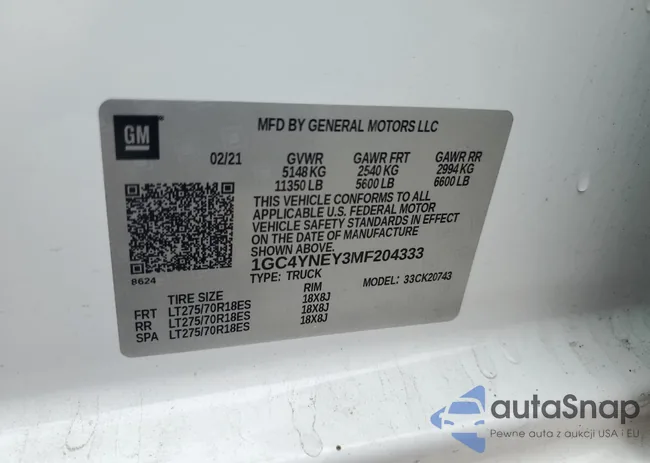 GM
MFD BY GENERAL MOTORS LLC
02/21 GVWR GAWR FRT GAWR RR
5148 KG 2540 KG 2994 KG
11350 LB 5600 LB 6600 LB
THIS VEHICLE CONFORMS TO ALL
APPLICABLE U.S. FEDERAL MOTOR
VEHICLE SAFETY STANDARDS IN EFFECT
ON THE DATE OF MANUFACTURE
SHOWN ABOVE.
1GC4YNEY3MF204333
8624
TYPE: TRUCK MODEL: 33CK20743
TIRE SIZE RIM
FRT LT275/70R18ES 18X8J
RR LT275/70R18ES 18X8J
SPA LT275/70R18ES 18X8J
autaSnap
Pewne auta z aukcji USA i EU